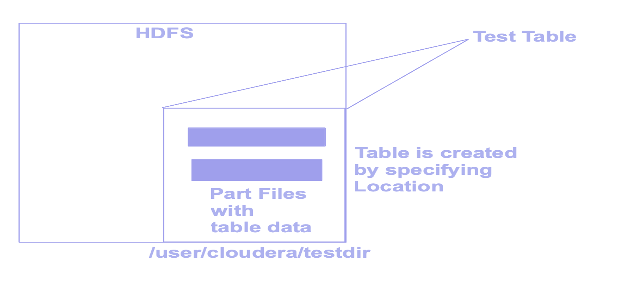 HDFS
Test Table
Table is created
by specifying
Location
Part Files
with
table data
/user/cloudera/testdir